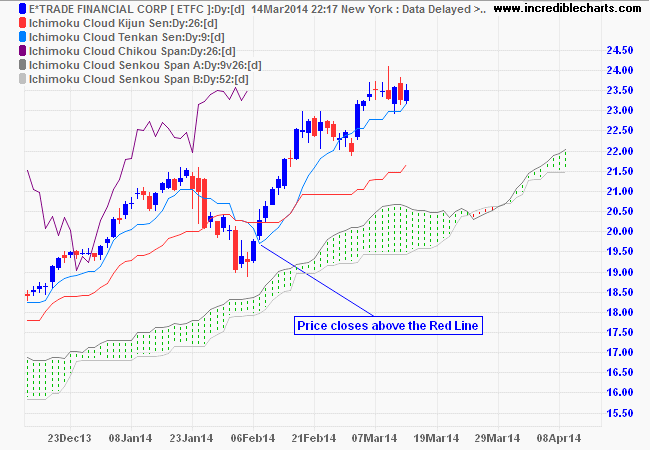 E*TRADE FINANCIAL CORP [ ETFC ]:Dy:[d] 14Mar2014 22:17 New York : Data Delayed >..
www.incrediblecharts.com
Ichimoku Cloud Kijun Sen:Dy:26:[d]
Ichimoku Cloud Tenkan Sen:Dy:9:[d]
Ichimoku Cloud Chikou Span:Dy:26:[d]
Ichimoku Cloud Senkou Span A:Dy:9v26:[d]
Ichimoku Cloud Senkou Span B:Dy:52:[d]
24.50
24.00
23.50
23.00
22.50
22.00
21.50
21.00
20.50
20.00
19.50
19.00
18.50
18.00
17.50
17.00
16.50
16.00
15.50
Price closes above the Red Line
23Dec13 08Jan14 23Jan14 06Feb14 21Feb14 07Mar14 19Mar14 29Mar14 08Apr14